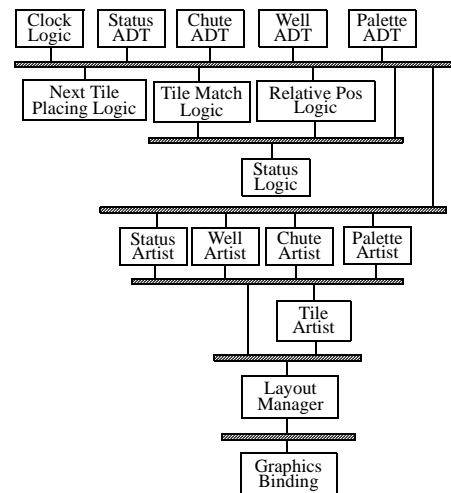 Clock
Logic
Status
ADT
Chute
ADT
Well
ADT
Palette
ADT
Next Tile
Placing Logic
Tile Match
Logic
Relative Pos
Logic
Status
Logic
Status
Artist
Well
Artist
Chute
Artist
Palette
Artist
Tile
Artist
Layout
Manager
Graphics
Binding